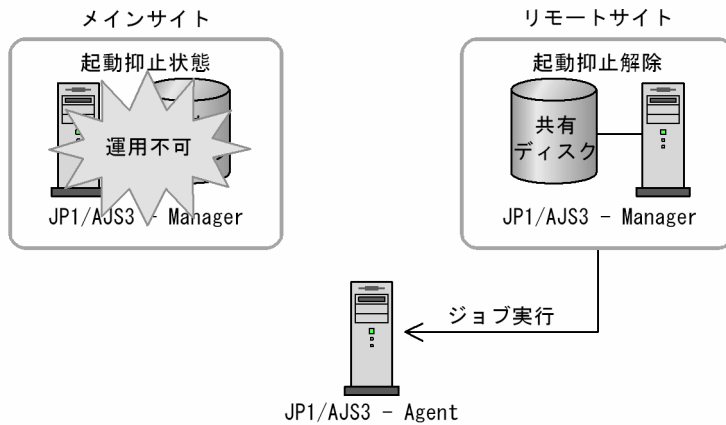 メインサイト
リモートサイト
起動抑止状態
起動抑止解除
運用不可
共有
ディスク
JP1/AJS3 - Manager
JP1/AJS3 - Manager
ジョブ実行
JP1/AJS3 - Agent